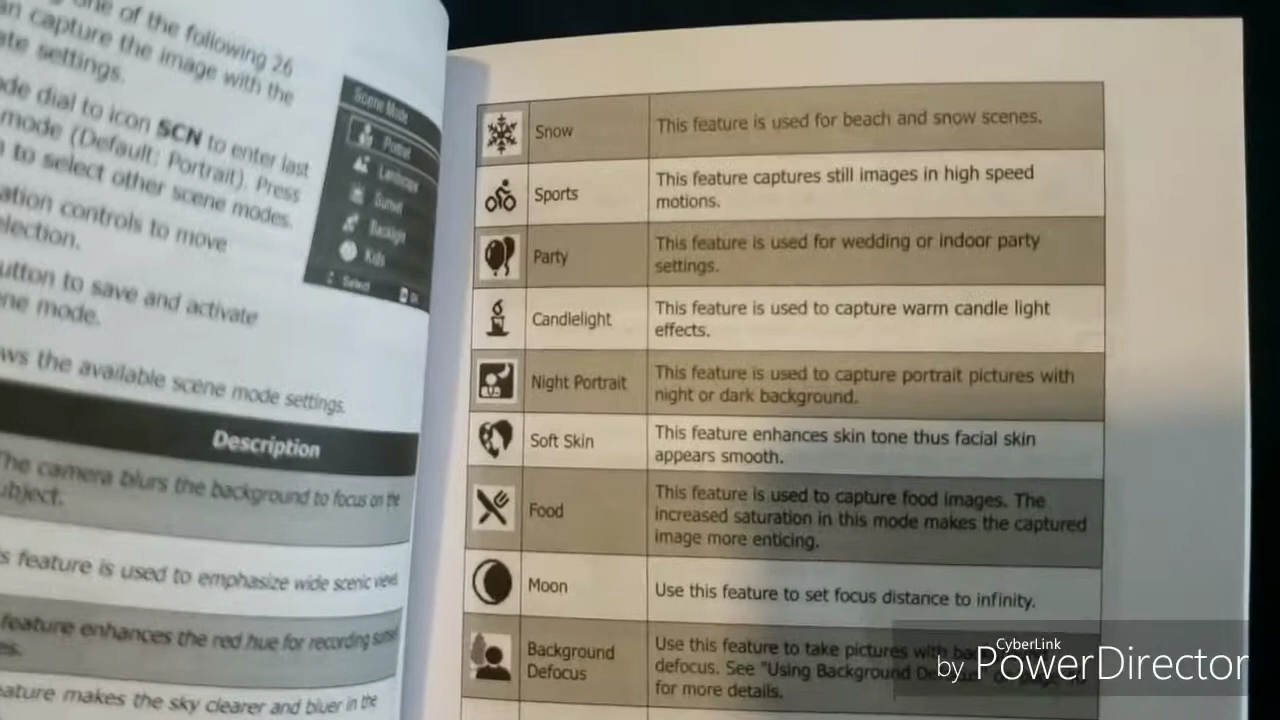 one of the following 26
an capture the image with the
ate settings.
de dial to icon SCN to enter last
mode (Default: Portrait). Press
to select other scene modes.
ation controls to move
election.
utton to save and activate
ne mode.
ws the available scene mode settings.
Scene Mode
Portrait
Landscape
Sunset
Backlight
Kids
Select
Description
The camera blurs the background to focus on the
ubject.
s feature is used to emphasize wide scenic views.
feature enhances the red hue for recording sunset
es.
eature makes the sky clearer and bluer in the
Snow
This feature is used for beach and snow scenes.
Sports
This feature captures still images in high speed
motions.
Party
This feature is used for wedding or indoor party
settings.
Candlelight
This feature is used to capture warm candle light
effects.
Night Portrait
This feature is used to capture portrait pictures with
night or dark background.
Soft Skin
This feature enhances skin tone thus facial skin
appears smooth.
Food
This feature is used to capture food images. The
increased saturation in this mode makes the captured
image more enticing.
Moon
Use this feature to set focus distance to infinity.
Background
Defocus
Use this feature to take pictures with
defocus. See "Using Background
for more details.
CyberLink
by PowerDirector